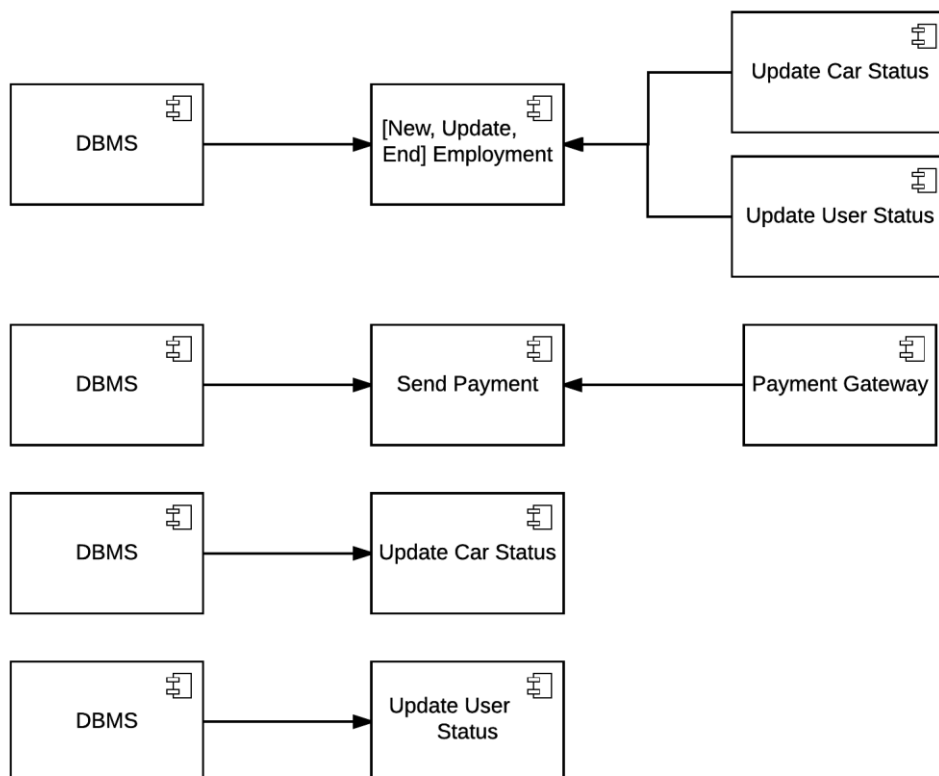 Update Car Status
DBMS
[New, Update,
End] Employment
Update User Status
DBMS
Send Payment
Payment Gateway
DBMS
Update Car Status
DBMS
Update User
Status